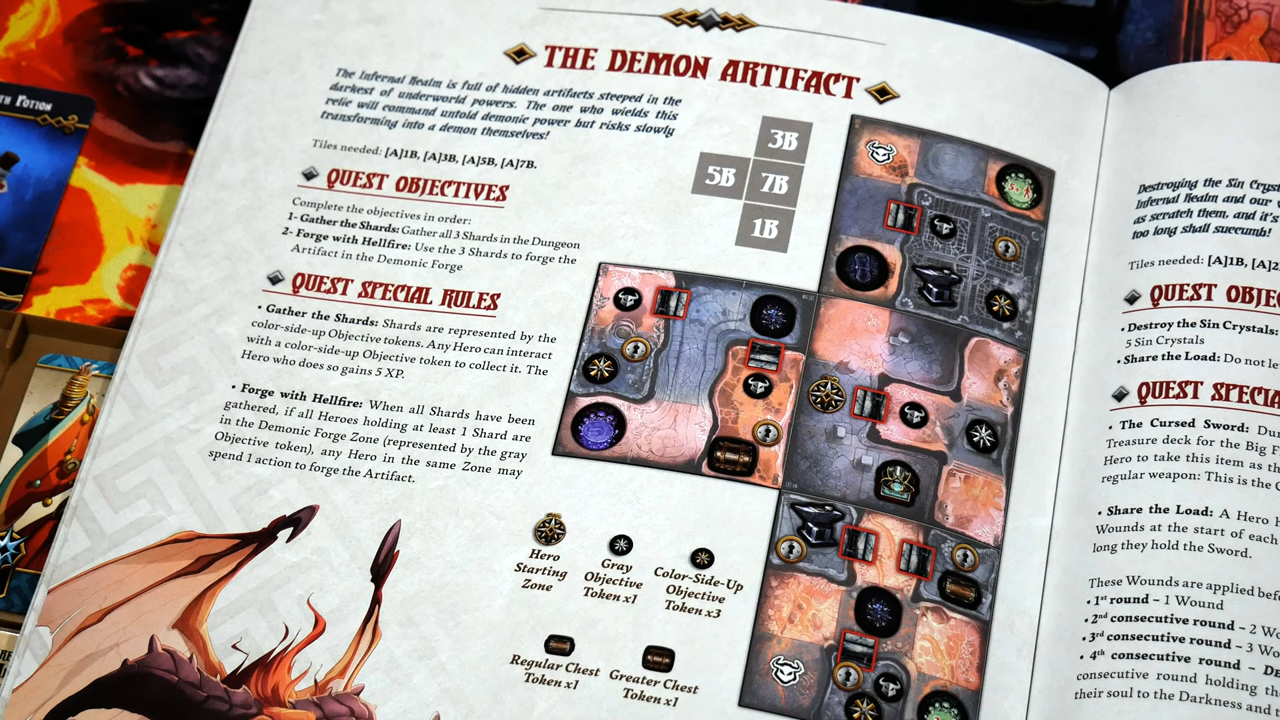 TH POTION
THE DEMON ARTIFACT
The Infernal Realm is full of hidden artifacts steeped in the
darkest of underworld powers. The one who wields this
relic will command untold demonic power but risks slowly
transforming into a demon themselves!
Tiles needed: [A]1B, [A]3B, [A]5B, [A]7B.
QUEST OBJECTIVES
Complete the objectives in order:
1- Gather the Shards: Gather all 3 Shards in the Dungeon
2- Forge with Hellfire: Use the 3 Shards to forge the
Artifact in the Demonic Forge
QUEST SPECIAL RULES
• Gather the Shards: Shards are represented by the
color-side-up Objective tokens. Any Hero can interact
with a color-side-up Objective token to collect it. The
Hero who does so gains 5 XP.
• Forge with Hellfire: When all Shards have been
gathered, if all Heroes holding at least 1 Shard are
in the Demonic Forge Zone (represented by the gray
Objective token), any Hero in the same Zone may
spend 1 action to forge the Artifact.
3B
5B 7B
1B
Hero
Starting
Zone
Gray
Objective
Token x1
Color-Side-Up
Objective
Token x3
Regular Chest
Token x1
Greater Chest
Token x1
Destroying the Sin Crys
Infernal Realm and our
as scratch them, and it's
too long shall succumb!
Tiles needed: [A]1B, [A]2
QUEST OBJE
• Destroy the Sin Crystals:
5 Sin Crystals
• Share the Load: Do not le
QUEST SPECIA
• The Cursed Sword: Dur
Treasure deck for the Big F
Hero to take this item as th
regular weapon: This is the C
• Share the Load: A Hero
Wounds at the start of each
long they hold the Sword.
These Wounds are applied befo
• 1st round – 1 Wound
• 2nd consecutive round – 2 Wo
• 3rd consecutive round – 3 Wo
• 4th consecutive round – DE
consecutive round holding the
their soul to the Darkness and t